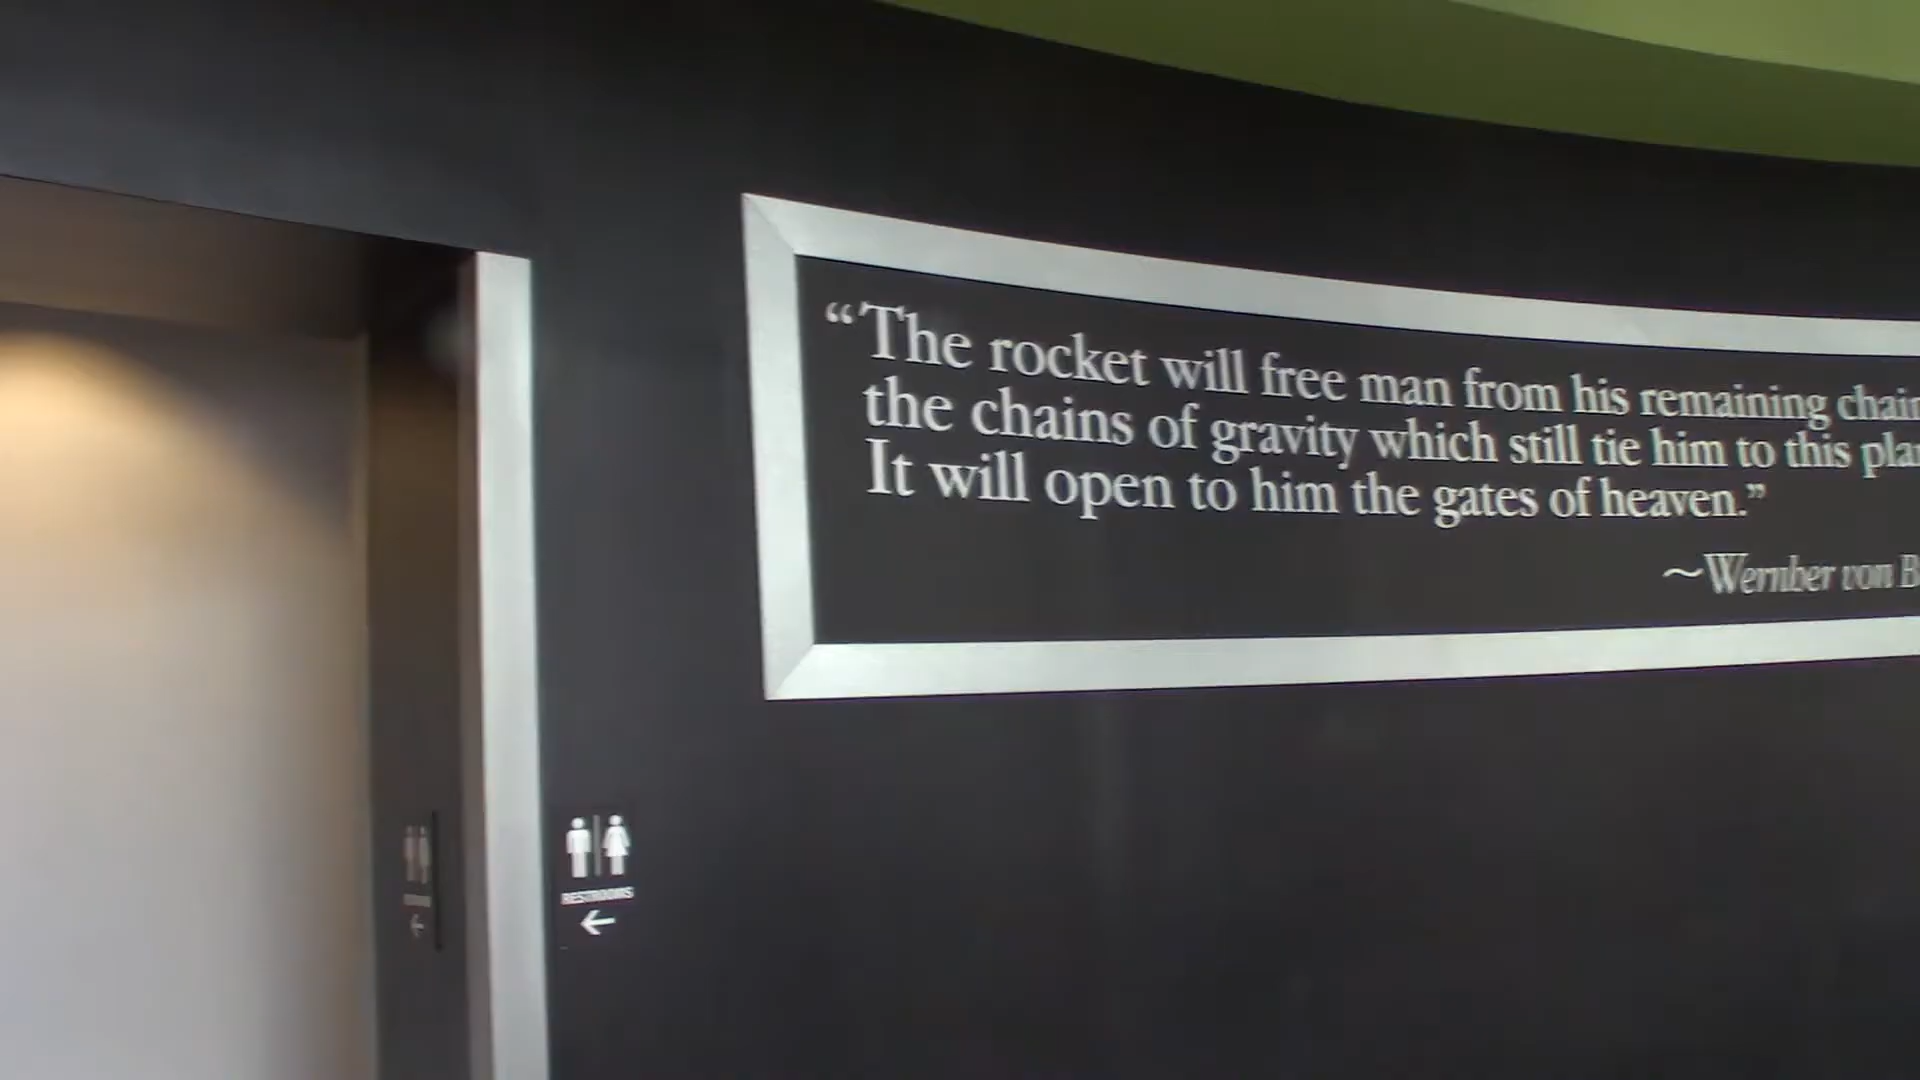 “The rocket will free man from his remaining chain
the chains of gravity which still tie him to this plan
It will open to him the gates of heaven.”
~Wernher von B
RESTROOMS